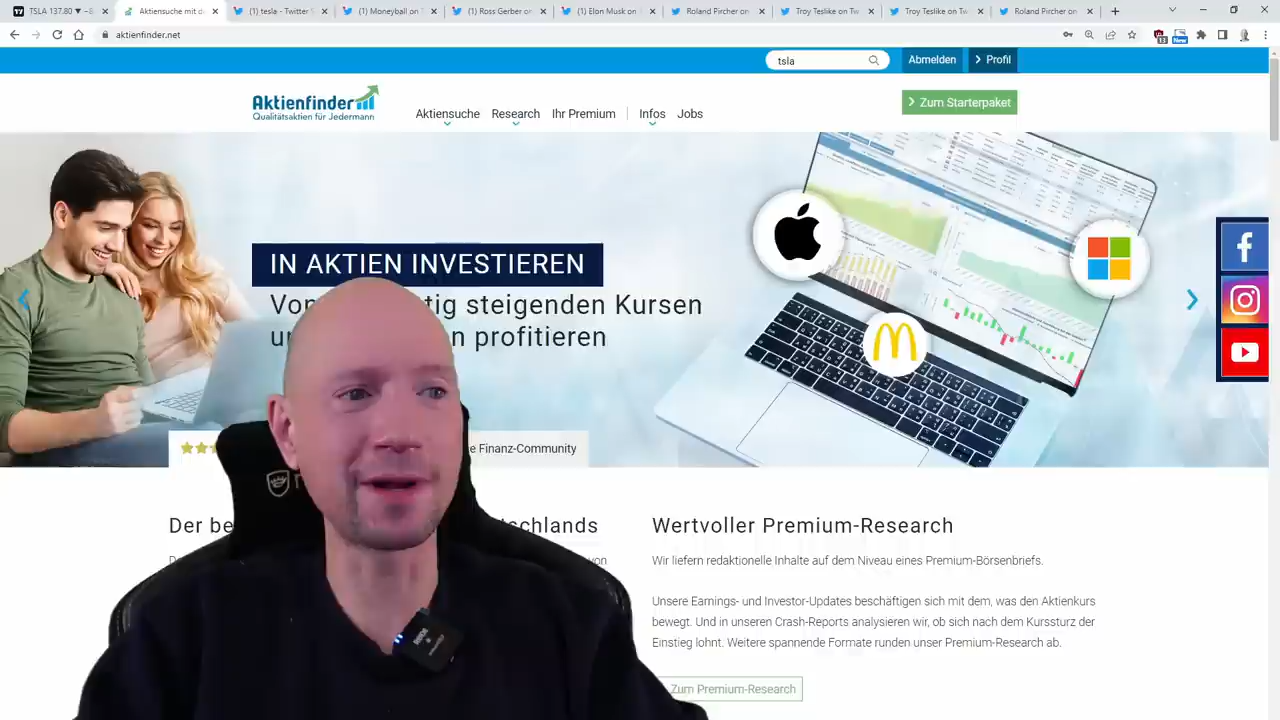 TSLA 137.80 ▼ −8
Aktiensuche mit d
(1) tesla - Twitter S
(1) Moneyball on T
(1) Ross Gerber on
(1) Elon Musk on
Roland Pircher on
Troy Teslike on Tw
Troy Teslike on Tw
Roland Pircher on
aktienfinder.net
13
New
tsla
Abmelden
Profil
Aktienfinder
Qualitätsaktien für Jedermann
Aktiensuche
Research
Ihr Premium
Infos
Jobs
Zum Starterpaket
IN AKTIEN INVESTIEREN
steigenden Kursen
profitieren
Finanz-Community
Der
Wertvoller Premium-Research
von
Wir liefern redaktionelle Inhalte auf dem Niveau eines Premium-Börsenbriefs.
Unsere Earnings- und Investor-Updates beschäftigen sich mit dem, was den Aktienkurs
bewegt. Und in unseren Crash-Reports analysieren wir, ob sich nach dem Kurssturz der
Einstieg lohnt. Weitere spannende Formate runden unser Premium-Research ab.
Zum Premium-Research